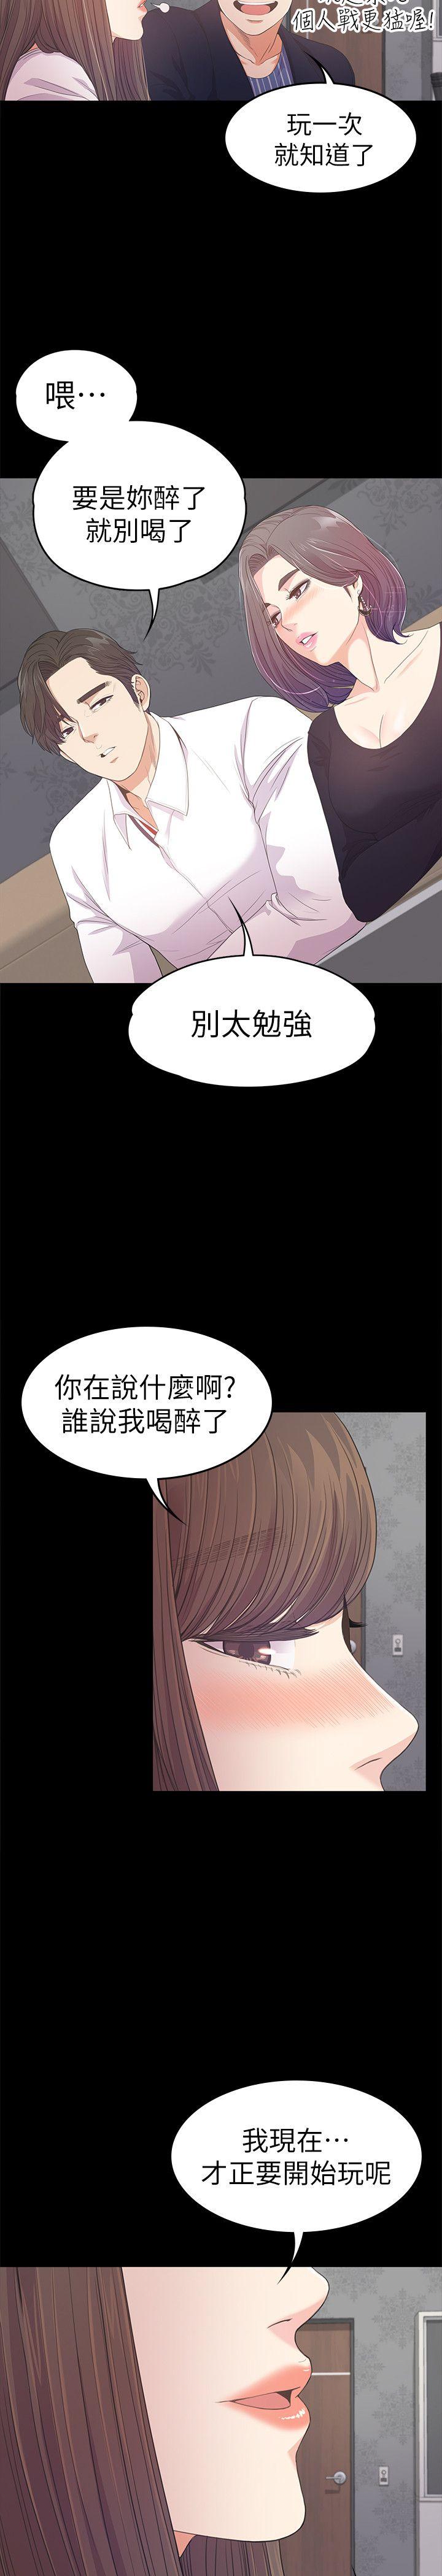 個人戰更猛喔!
玩一次
就知道了
喂⋯
要是妳醉了
就別喝了
別太勉強
你在說什麼啊?
誰說我喝醉了
我現在⋯
才正要開始玩呢